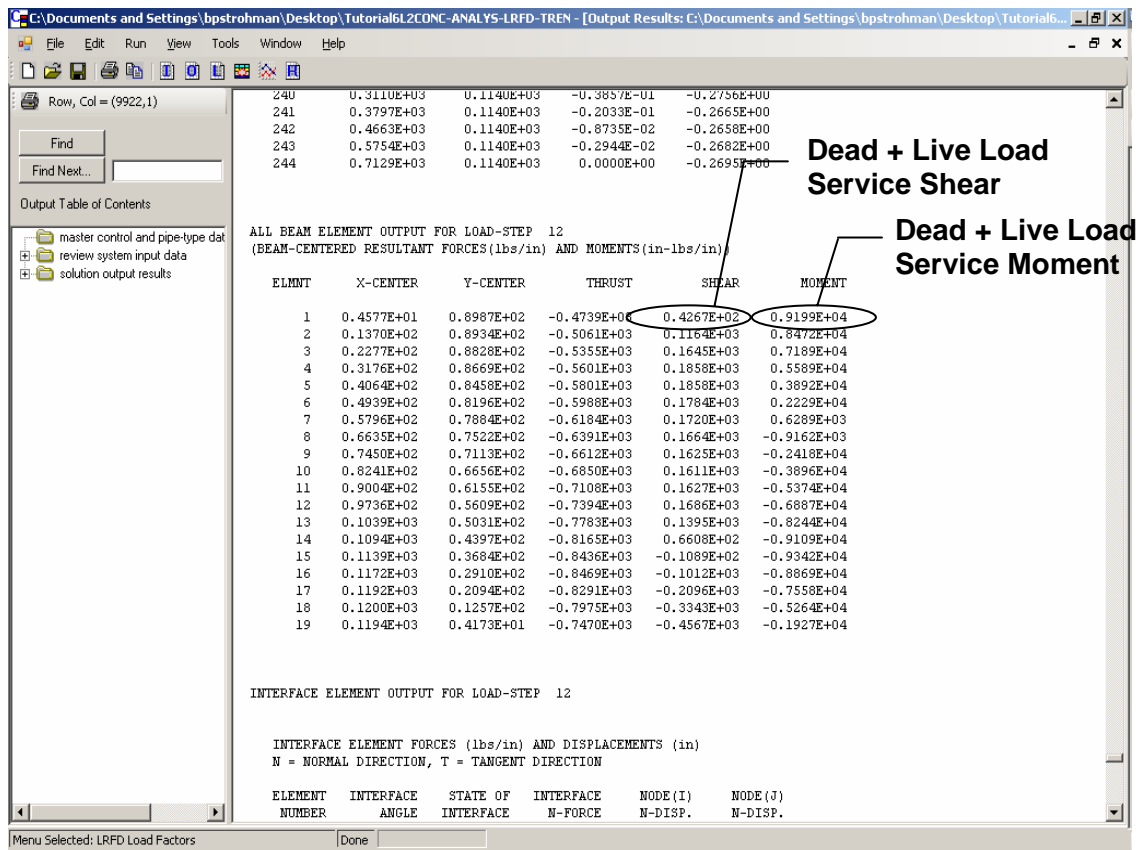 C:\Documents and Settings\bpstrohman\Desktop\Tutorial6L2CONC-ANALYS-LRFD-TREN - [Output Results: C:\Documents and Settings\bpstrohman\Desktop\Tutorial6...
File Edit Run View Tools Window Help
Row, Col = (9922,1)
Find
Find Next...
Output Table of Contents
master control and pipe-type dat
review system input data
solution output results
240 0.3110E+03 0.1140E+03 -0.3857E-01 -0.2756E+00
241 0.3797E+03 0.1140E+03 -0.2033E-01 -0.2665E+00
242 0.4663E+03 0.1140E+03 -0.8735E-02 -0.2658E+00
243 0.5754E+03 0.1140E+03 -0.2944E-02 -0.2682E+00
244 0.7129E+03 0.1140E+03 0.0000E+00 -0.2695E+00
Dead + Live Load
Service Shear
Dead + Live Load
Service Moment
ALL BEAM ELEMENT OUTPUT FOR LOAD-STEP 12
(BEAM-CENTERED RESULTANT FORCES(lbs/in) AND MOMENTS(in-lbs/in))
ELMNT X-CENTER Y-CENTER THRUST SHEAR MOMENT
1 0.4577E+01 0.8987E+02 -0.4739E+03 0.4267E+02 0.9199E+04
2 0.1370E+02 0.8934E+02 -0.5061E+03 0.1164E+03 0.8472E+04
3 0.2277E+02 0.8828E+02 -0.5355E+03 0.1645E+03 0.7189E+04
4 0.3176E+02 0.8669E+02 -0.5601E+03 0.1858E+03 0.5589E+04
5 0.4064E+02 0.8458E+02 -0.5801E+03 0.1858E+03 0.3892E+04
6 0.4939E+02 0.8196E+02 -0.5988E+03 0.1784E+03 0.2229E+04
7 0.5796E+02 0.7884E+02 -0.6184E+03 0.1720E+03 0.6289E+03
8 0.6635E+02 0.7522E+02 -0.6391E+03 0.1664E+03 -0.9162E+03
9 0.7450E+02 0.7113E+02 -0.6612E+03 0.1625E+03 -0.2418E+04
10 0.8241E+02 0.6656E+02 -0.6850E+03 0.1611E+03 -0.3896E+04
11 0.9004E+02 0.6155E+02 -0.7108E+03 0.1627E+03 -0.5374E+04
12 0.9736E+02 0.5609E+02 -0.7394E+03 0.1686E+03 -0.6887E+04
13 0.1039E+03 0.5031E+02 -0.7783E+03 0.1395E+03 -0.8244E+04
14 0.1094E+03 0.4397E+02 -0.8165E+03 0.6608E+02 -0.9109E+04
15 0.1139E+03 0.3684E+02 -0.8436E+03 -0.1089E+02 -0.9342E+04
16 0.1172E+03 0.2910E+02 -0.8469E+03 -0.1012E+03 -0.8869E+04
17 0.1192E+03 0.2094E+02 -0.8291E+03 -0.2096E+03 -0.7558E+04
18 0.1200E+03 0.1257E+02 -0.7975E+03 -0.3343E+03 -0.5264E+04
19 0.1194E+03 0.4173E+01 -0.7470E+03 -0.4567E+03 -0.1927E+04
INTERFACE ELEMENT OUTPUT FOR LOAD-STEP 12
INTERFACE ELEMENT FORCES (lbs/in) AND DISPLACEMENTS (in)
N = NORMAL DIRECTION, T = TANGENT DIRECTION
ELEMENT INTERFACE STATE OF INTERFACE NODE(I) NODE(J)
NUMBER ANGLE INTERFACE N-FORCE N-DISP. N-DISP.
Menu Selected: LRFD Load Factors Done